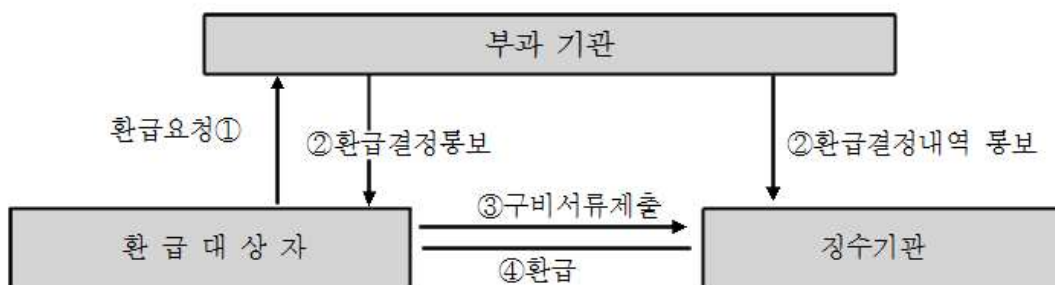 부과 기관
환급요청①
②환급결정통보
②환급결정내역 통보
③구비서류제출
환 급 대 상 자
징수기관
④환급